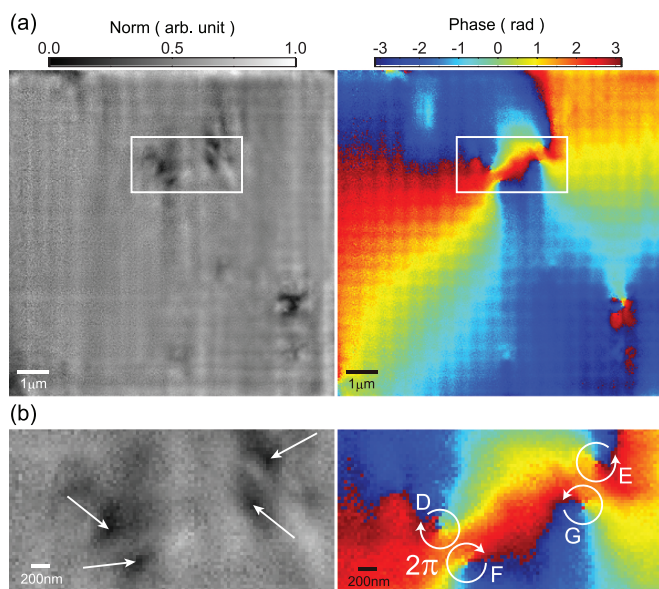 (a)
Norm ( arb. unit )
0.0 0.5 1.0
Phase ( rad )
-3 -2 -1 0 1 2 3
1μm
1μm
(b)
200nm
D
E
G
F
2π
200nm